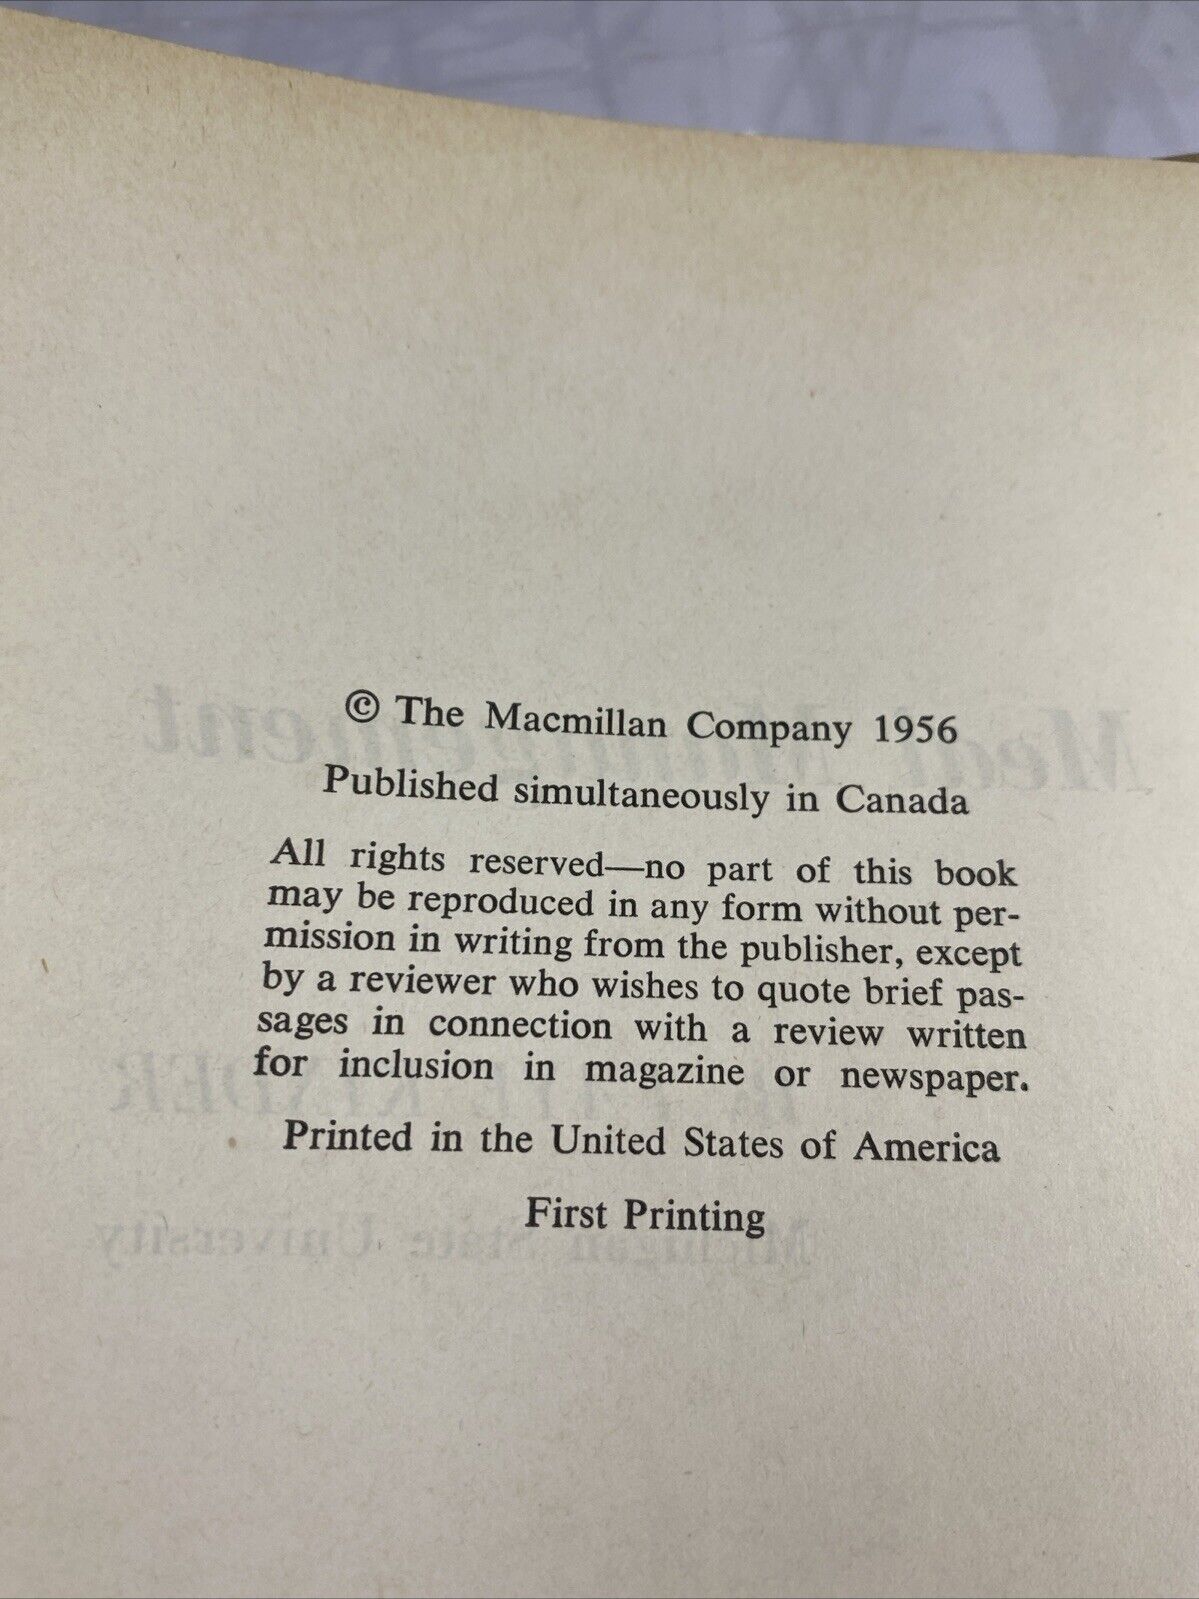 © The Macmillan Company 1956
Published simultaneously in Canada
All rights reserved—no part of this book
may be reproduced in any form without per-
mission in writing from the publisher, except
by a reviewer who wishes to quote brief pas-
sages in connection with a review written
for inclusion in magazine or newspaper.
Printed in the United States of America
First Printing
Michigan State University